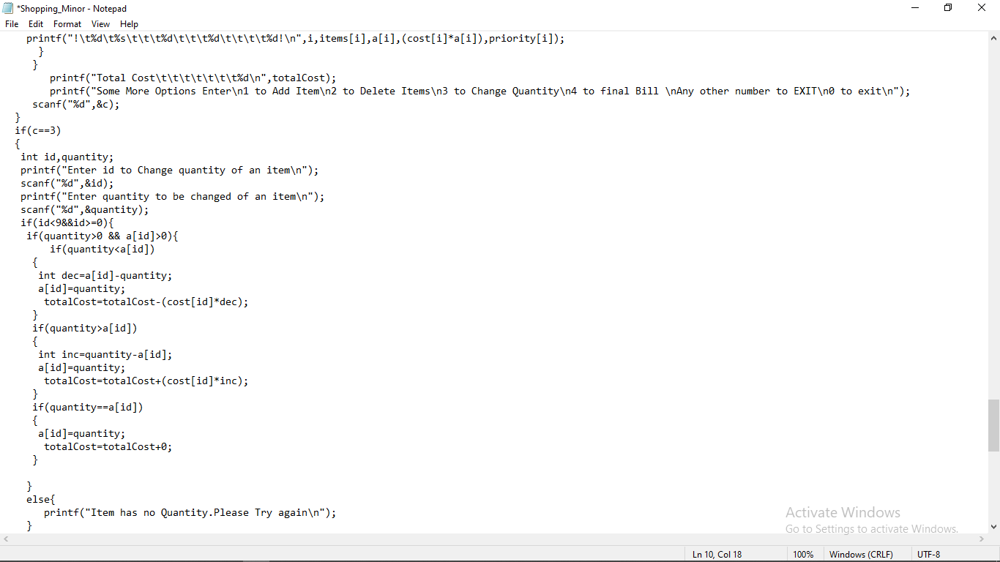 *Shopping_Minor - Notepad
File Edit Format View Help
printf("!\t%d\t%s\t\t\t%d\t\t\t%d\t\t\t\t%d!\n",i,items[i],a[i],(cost[i]*a[i]),priority[i]);
}
}
printf("Total Cost\t\t\t\t\t\t\t%d\n",totalCost);
printf("Some More Options Enter\n1 to Add Item\n2 to Delete Items\n3 to Change Quantity\n4 to final Bill \nAny other number to EXIT\n0 to exit\n");
scanf("%d",&c);
}
if(c==3)
{
int id,quantity;
printf("Enter id to Change quantity of an item\n");
scanf("%d",&id);
printf("Enter quantity to be changed of an item\n");
scanf("%d",&quantity);
if(id<9&&id>=0){
if(quantity>0 && a[id]>0){
if(quantity<a[id])
{
int dec=a[id]-quantity;
a[id]=quantity;
totalCost=totalCost-(cost[id]*dec);
}
if(quantity>a[id])
{
int inc=quantity-a[id];
a[id]=quantity;
totalCost=totalCost+(cost[id]*inc);
}
if(quantity==a[id])
{
a[id]=quantity;
totalCost=totalCost+0;
}
}
else{
printf("Item has no Quantity.Please Try again\n");
}
Activate Windows
Go to Settings to activate Windows.
Ln 10, Col 18 100% Windows (CRLF) UTF-8